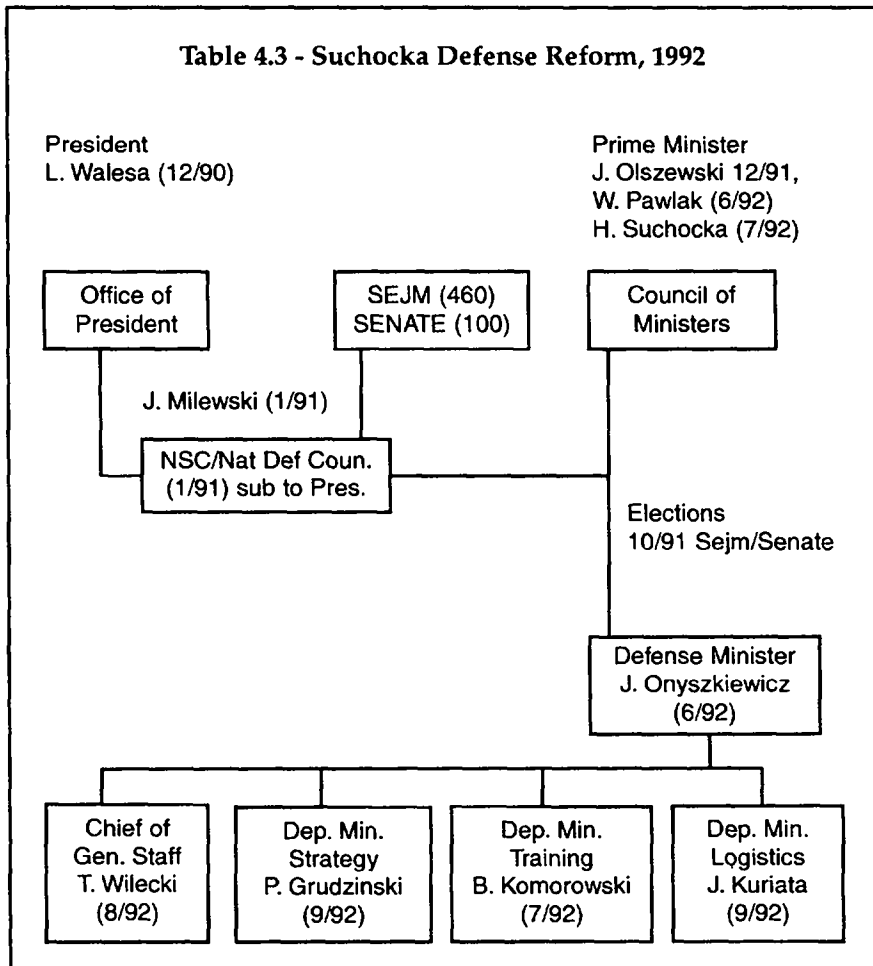 Table 4.3 - Suchocka Defense Reform, 1992
President
L. Walesa (12/90)
Prime Minister
J. Olszewski 12/91,
W. Pawlak (6/92)
H. Suchocka (7/92)
Office of
President
SEJM (460)
SENATE (100)
Council of
Ministers
J. Milewski (1/91)
NSC/Nat Def Coun.
(1/91) sub to Pres.
Elections
10/91 Sejm/Senate
Defense Minister
J. Onyszkiewicz
(6/92)
Chief of
Gen. Staff
T. Wilecki
(8/92)
Dep. Min.
Strategy
P. Grudzinski
(9/92)
Dep. Min.
Training
B. Komorowski
(7/92)
Dep. Min.
Logistics
J. Kuriata
(9/92)